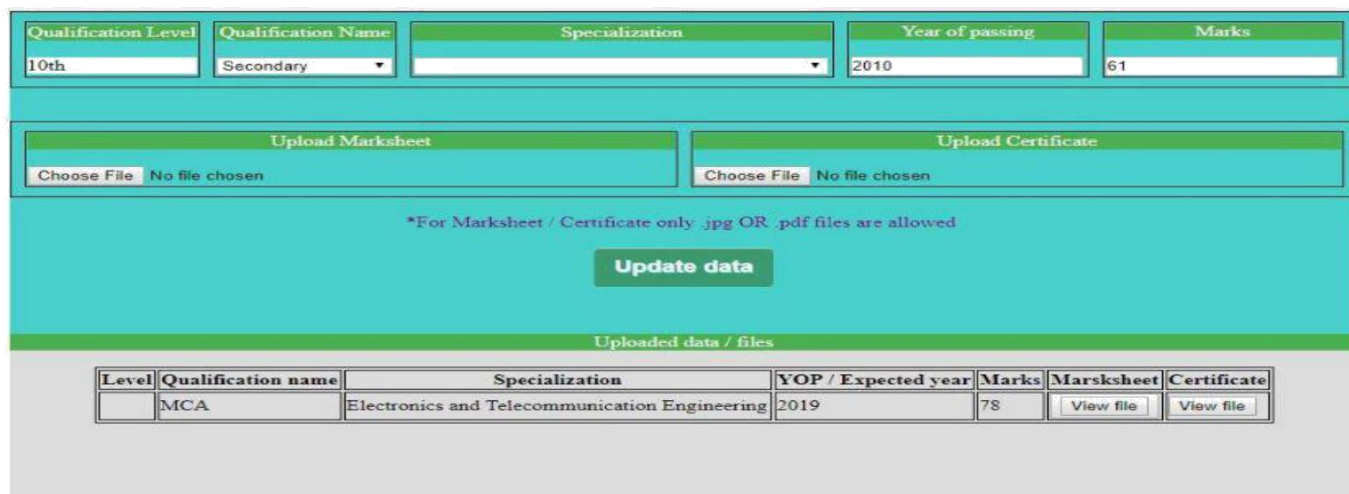 Qualification Level Qualification Name Specialization Year of passing Marks
10th Secondary 2010 61
Upload Marksheet Upload Certificate
Choose File No file chosen Choose File No file chosen
*For Marksheet / Certificate only .jpg OR .pdf files are allowed
Update data
Uploaded data / files
Level Qualification name Specialization YOP / Expected year Marks Marsksheet Certificate
MCA Electronics and Telecommunication Engineering 2019 78 View file View file